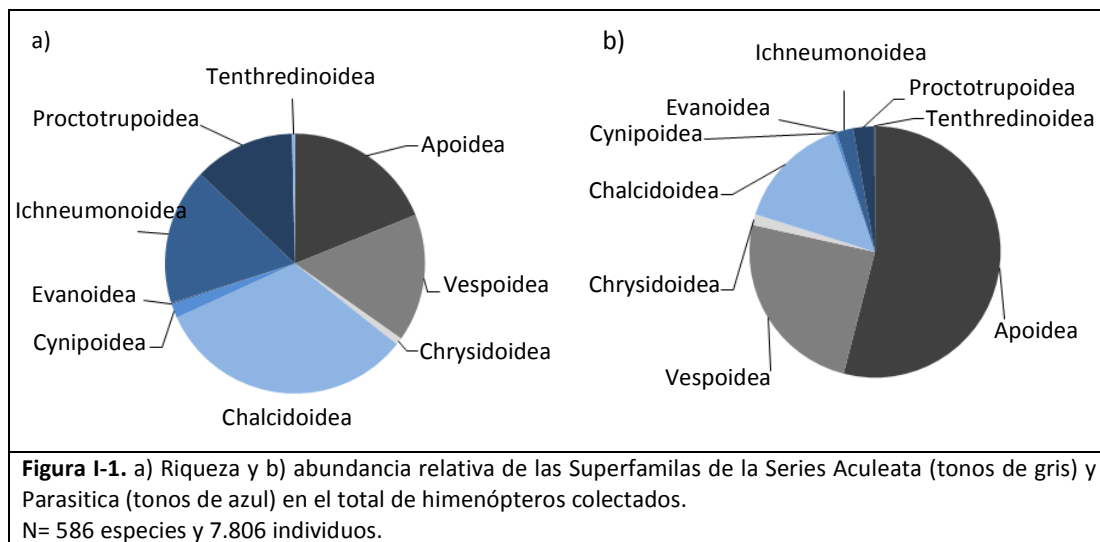 a)
Tenthredinoidea
Proctotrupoidea
Apoidea
Ichneumonoidea
Vespoidea
Evanoidea
Cynipoidea
Chrysidoidea
Chalcidoidea
b)
Ichneumonoidea
Proctotrupoidea
Evanoidea
Tenthredinoidea
Cynipoidea
Chalcidoidea
Chrysidoidea
Apoidea
Vespoidea
Figura I-1. a) Riqueza y b) abundancia relativa de las Superfamilas de la Series Aculeata (tonos de gris) y
Parasitica (tonos de azul) en el total de himenópteros colectados.
N= 586 especies y 7.806 individuos.